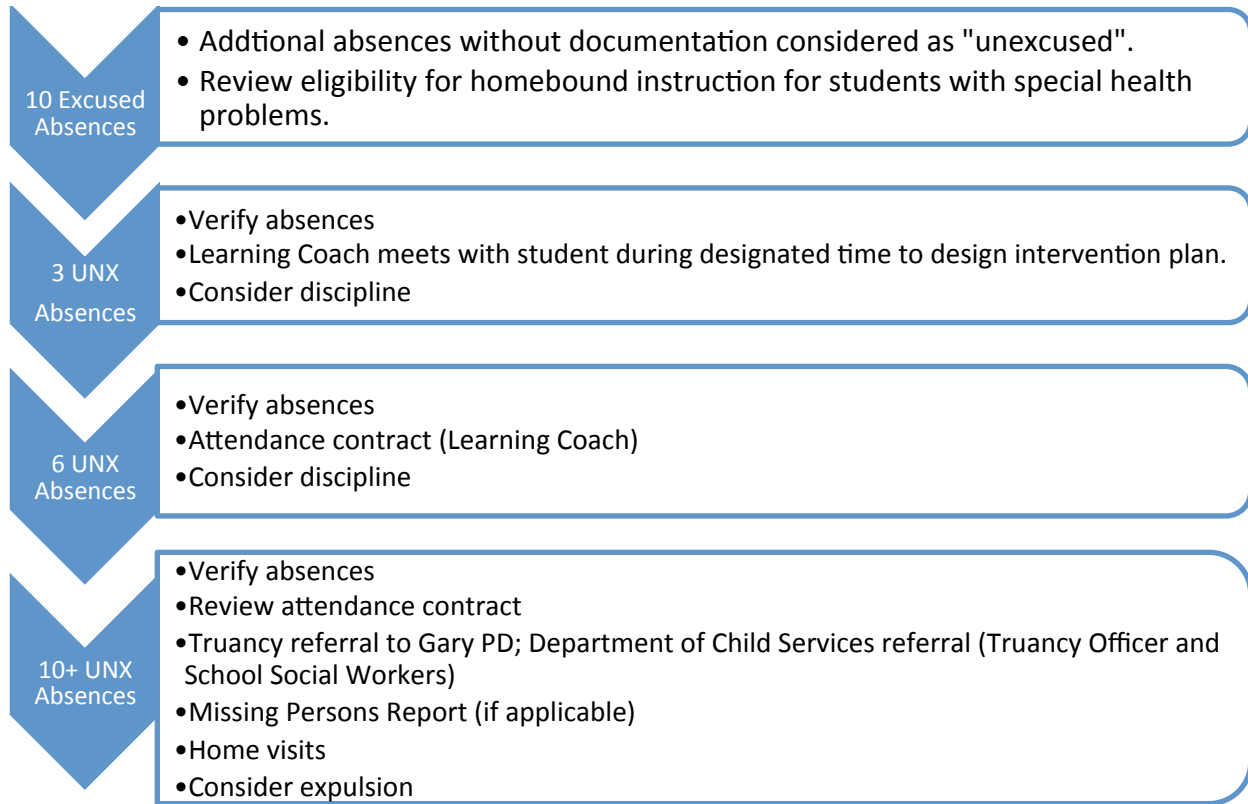 10 Excused
Absences
• Addtional absences without documentation considered as "unexcused".
• Review eligibility for homebound instruction for students with special health
problems.
3 UNX
Absences
•Verify absences
•Learning Coach meets with student during designated time to design intervention plan.
•Consider discipline
6 UNX
Absences
•Verify absences
•Attendance contract (Learning Coach)
•Consider discipline
10+ UNX
Absences
•Verify absences
•Review attendance contract
•Truancy referral to Gary PD; Department of Child Services referral (Truancy Officer and
School Social Workers)
•Missing Persons Report (if applicable)
•Home visits
•Consider expulsion